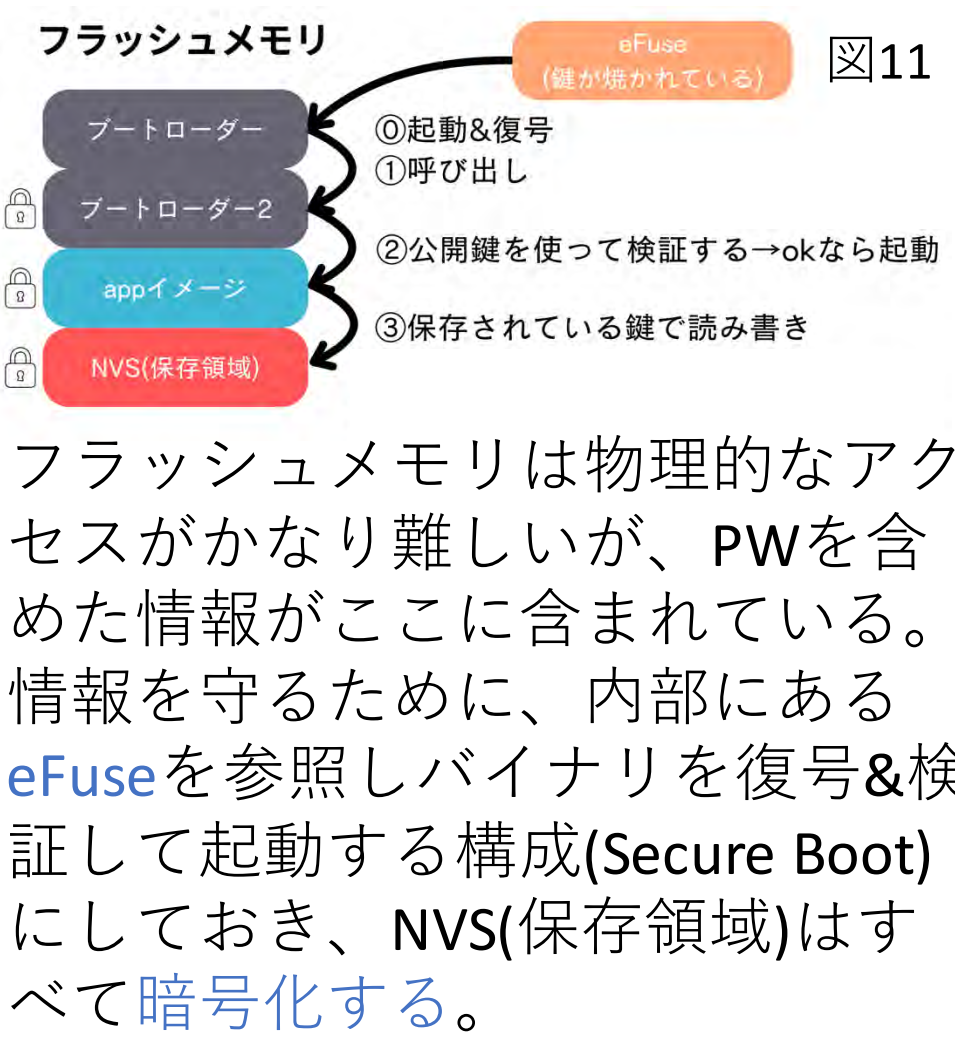 フラッシュメモリ
eFuse
(鍵が焼かれている)
図11
ブートローダー
⓪起動&復号
①呼び出し
ブートローダー2
②公開鍵を使って検証する→okなら起動
appイメージ
③保存されている鍵で読み書き
NVS(保存領域)
フラッシュメモリは物理的なアク
セスがかなり難しいが、PWを含
めた情報がここに含まれている。
情報を守るために、内部にある
eFuseを参照しバイナリを復号&検
証して起動する構成(Secure Boot)
にしておき、NVS(保存領域)はす
べて暗号化する。